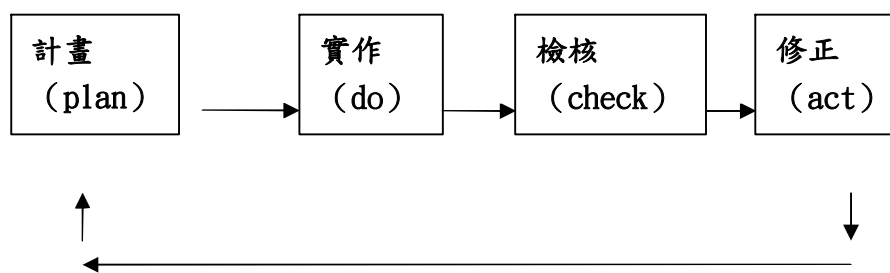 計畫
（plan）
實作
（do）
檢核
（check）
修正
（act）